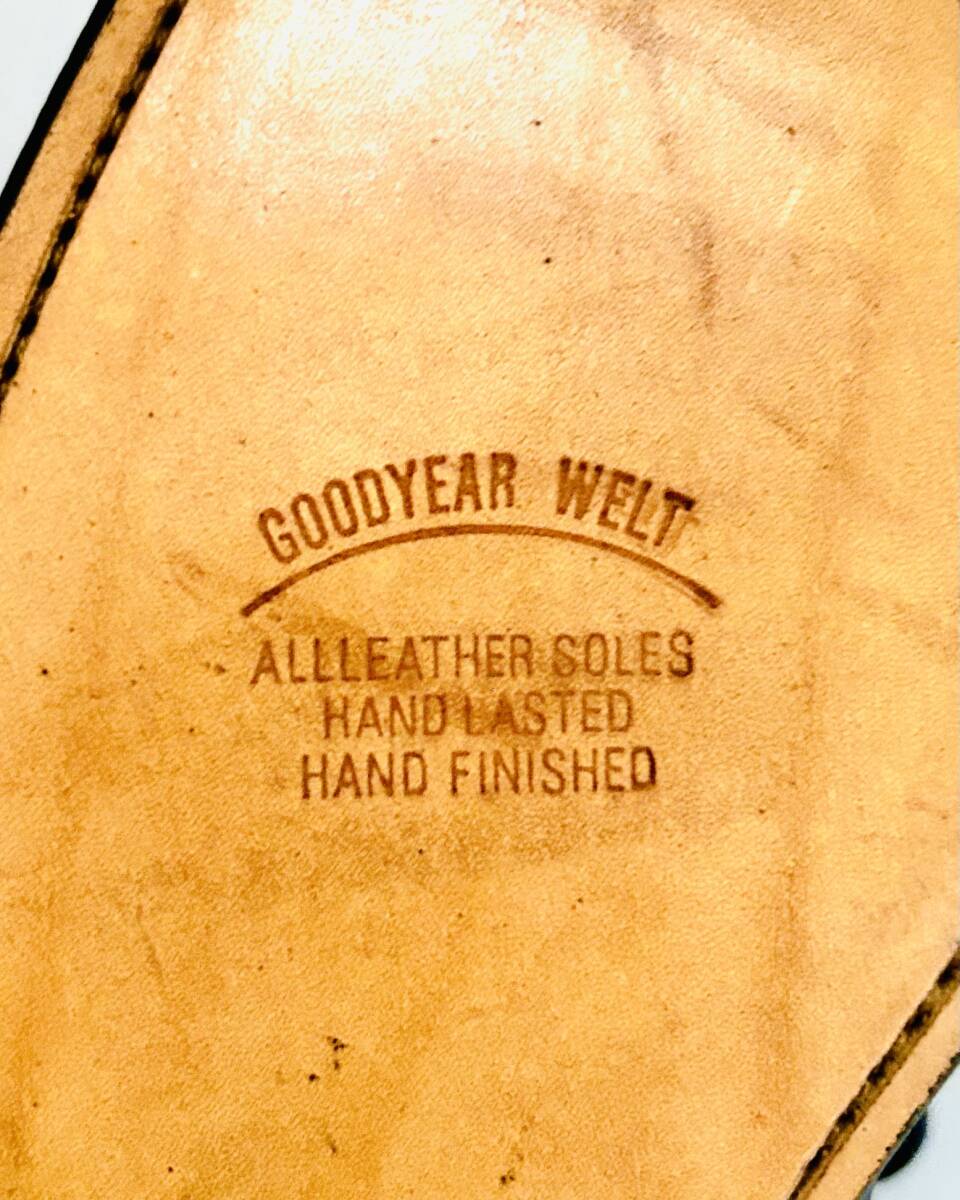 GOODYEAR WELT
ALLLEATHER SOLES
HAND LASTED
HAND FINISHED